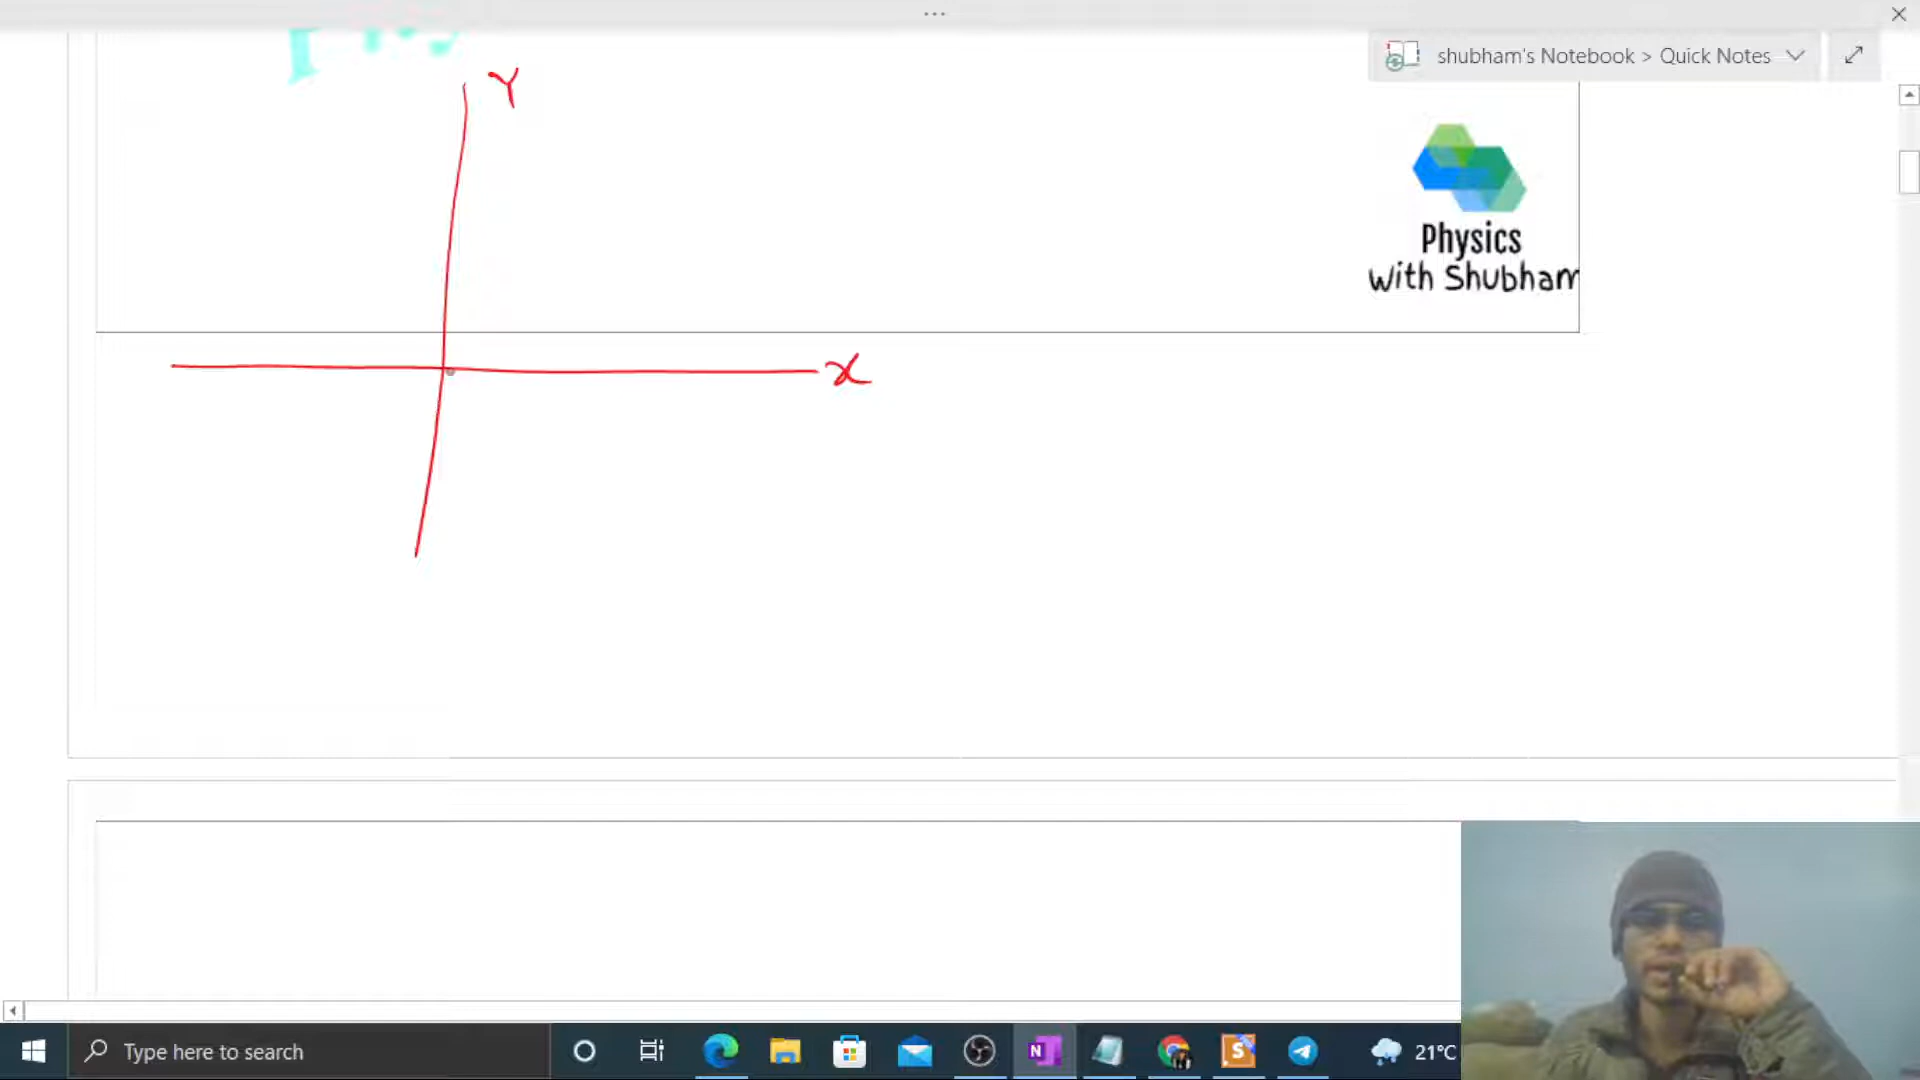 shubham's Notebook > Quick Notes
Y
Physics
With Shubham
x
Type here to search
21°C